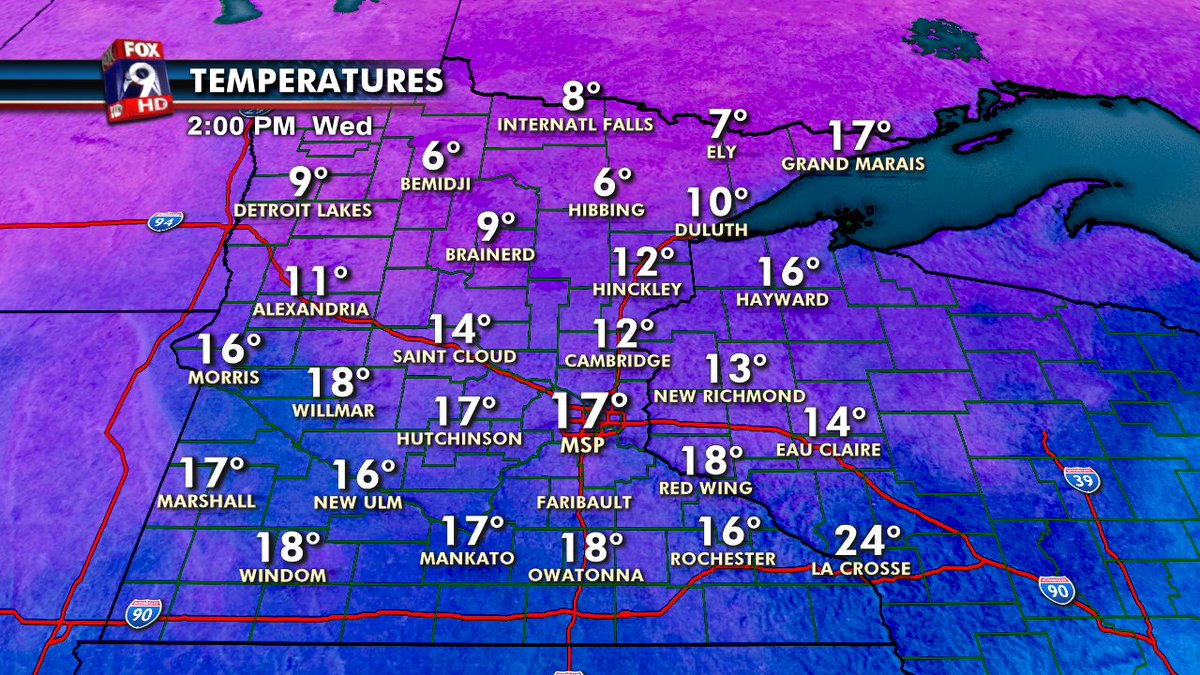 FOX
9
HD
TEMPERATURES
2:00 PM Wed
8°
INTERNATL FALLS
7°
ELY
17°
GRAND MARAIS
6°
BEMIDJI
9°
DETROIT LAKES
6°
HIBBING
10°
DULUTH
94
9°
BRAINERD
12°
HINCKLEY
16°
HAYWARD
11°
ALEXANDRIA
14°
SAINT CLOUD
12°
CAMBRIDGE
16°
MORRIS
18°
WILLMAR
13°
NEW RICHMOND
17°
HUTCHINSON
17°
MSP
14°
EAU CLAIRE
17°
MARSHALL
16°
NEW ULM
18°
RED WING
39
FARIBAULT
17°
MANKATO
16°
ROCHESTER
18°
WINDOM
18°
OWATONNA
24°
LA CROSSE
90
90